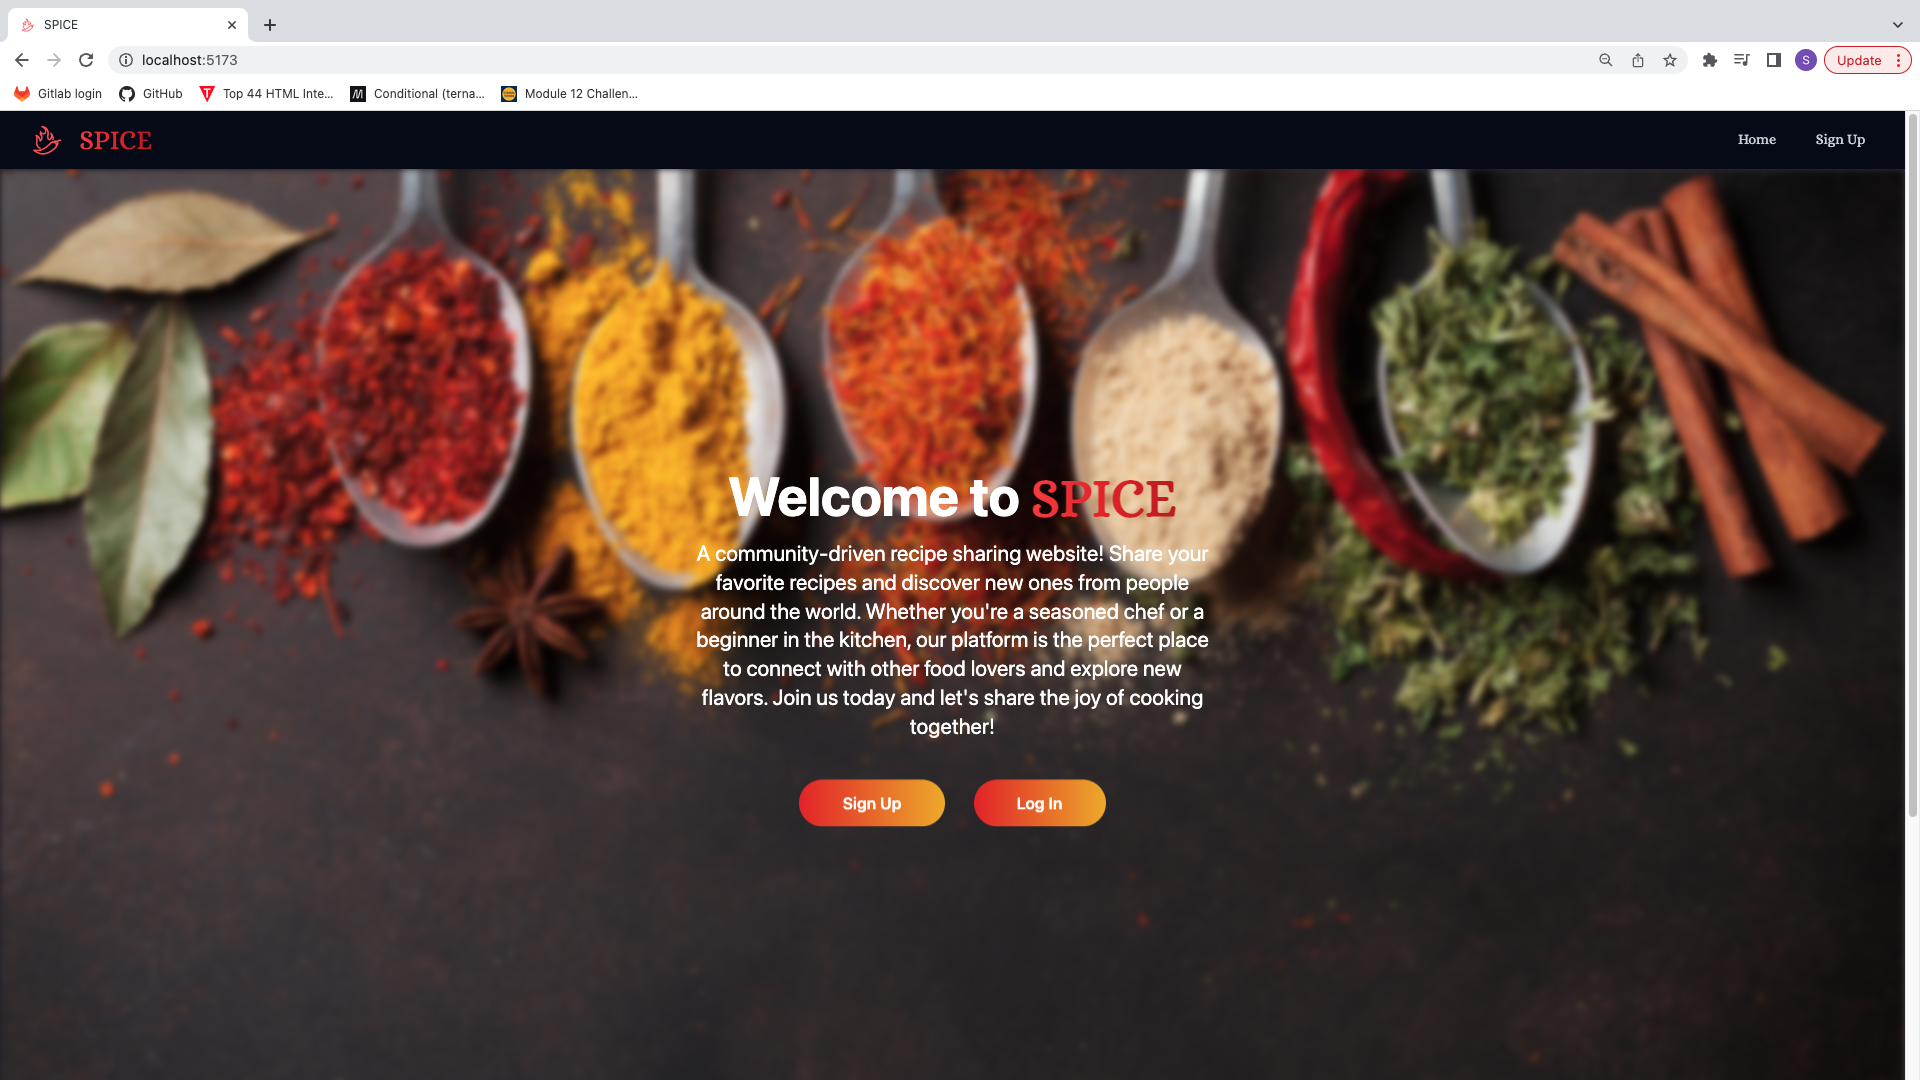 SPICE
localhost:5173
S
Update
Gitlab login
GitHub
Top 44 HTML Inte...
Conditional (terna...
Module 12 Challen...
SPICE
Home
Sign Up
Welcome to SPICE
A community-driven recipe sharing website! Share your
favorite recipes and discover new ones from people
around the world. Whether you're a seasoned chef or a
beginner in the kitchen, our platform is the perfect place
to connect with other food lovers and explore new
flavors. Join us today and let's share the joy of cooking
together!
Sign Up
Log In